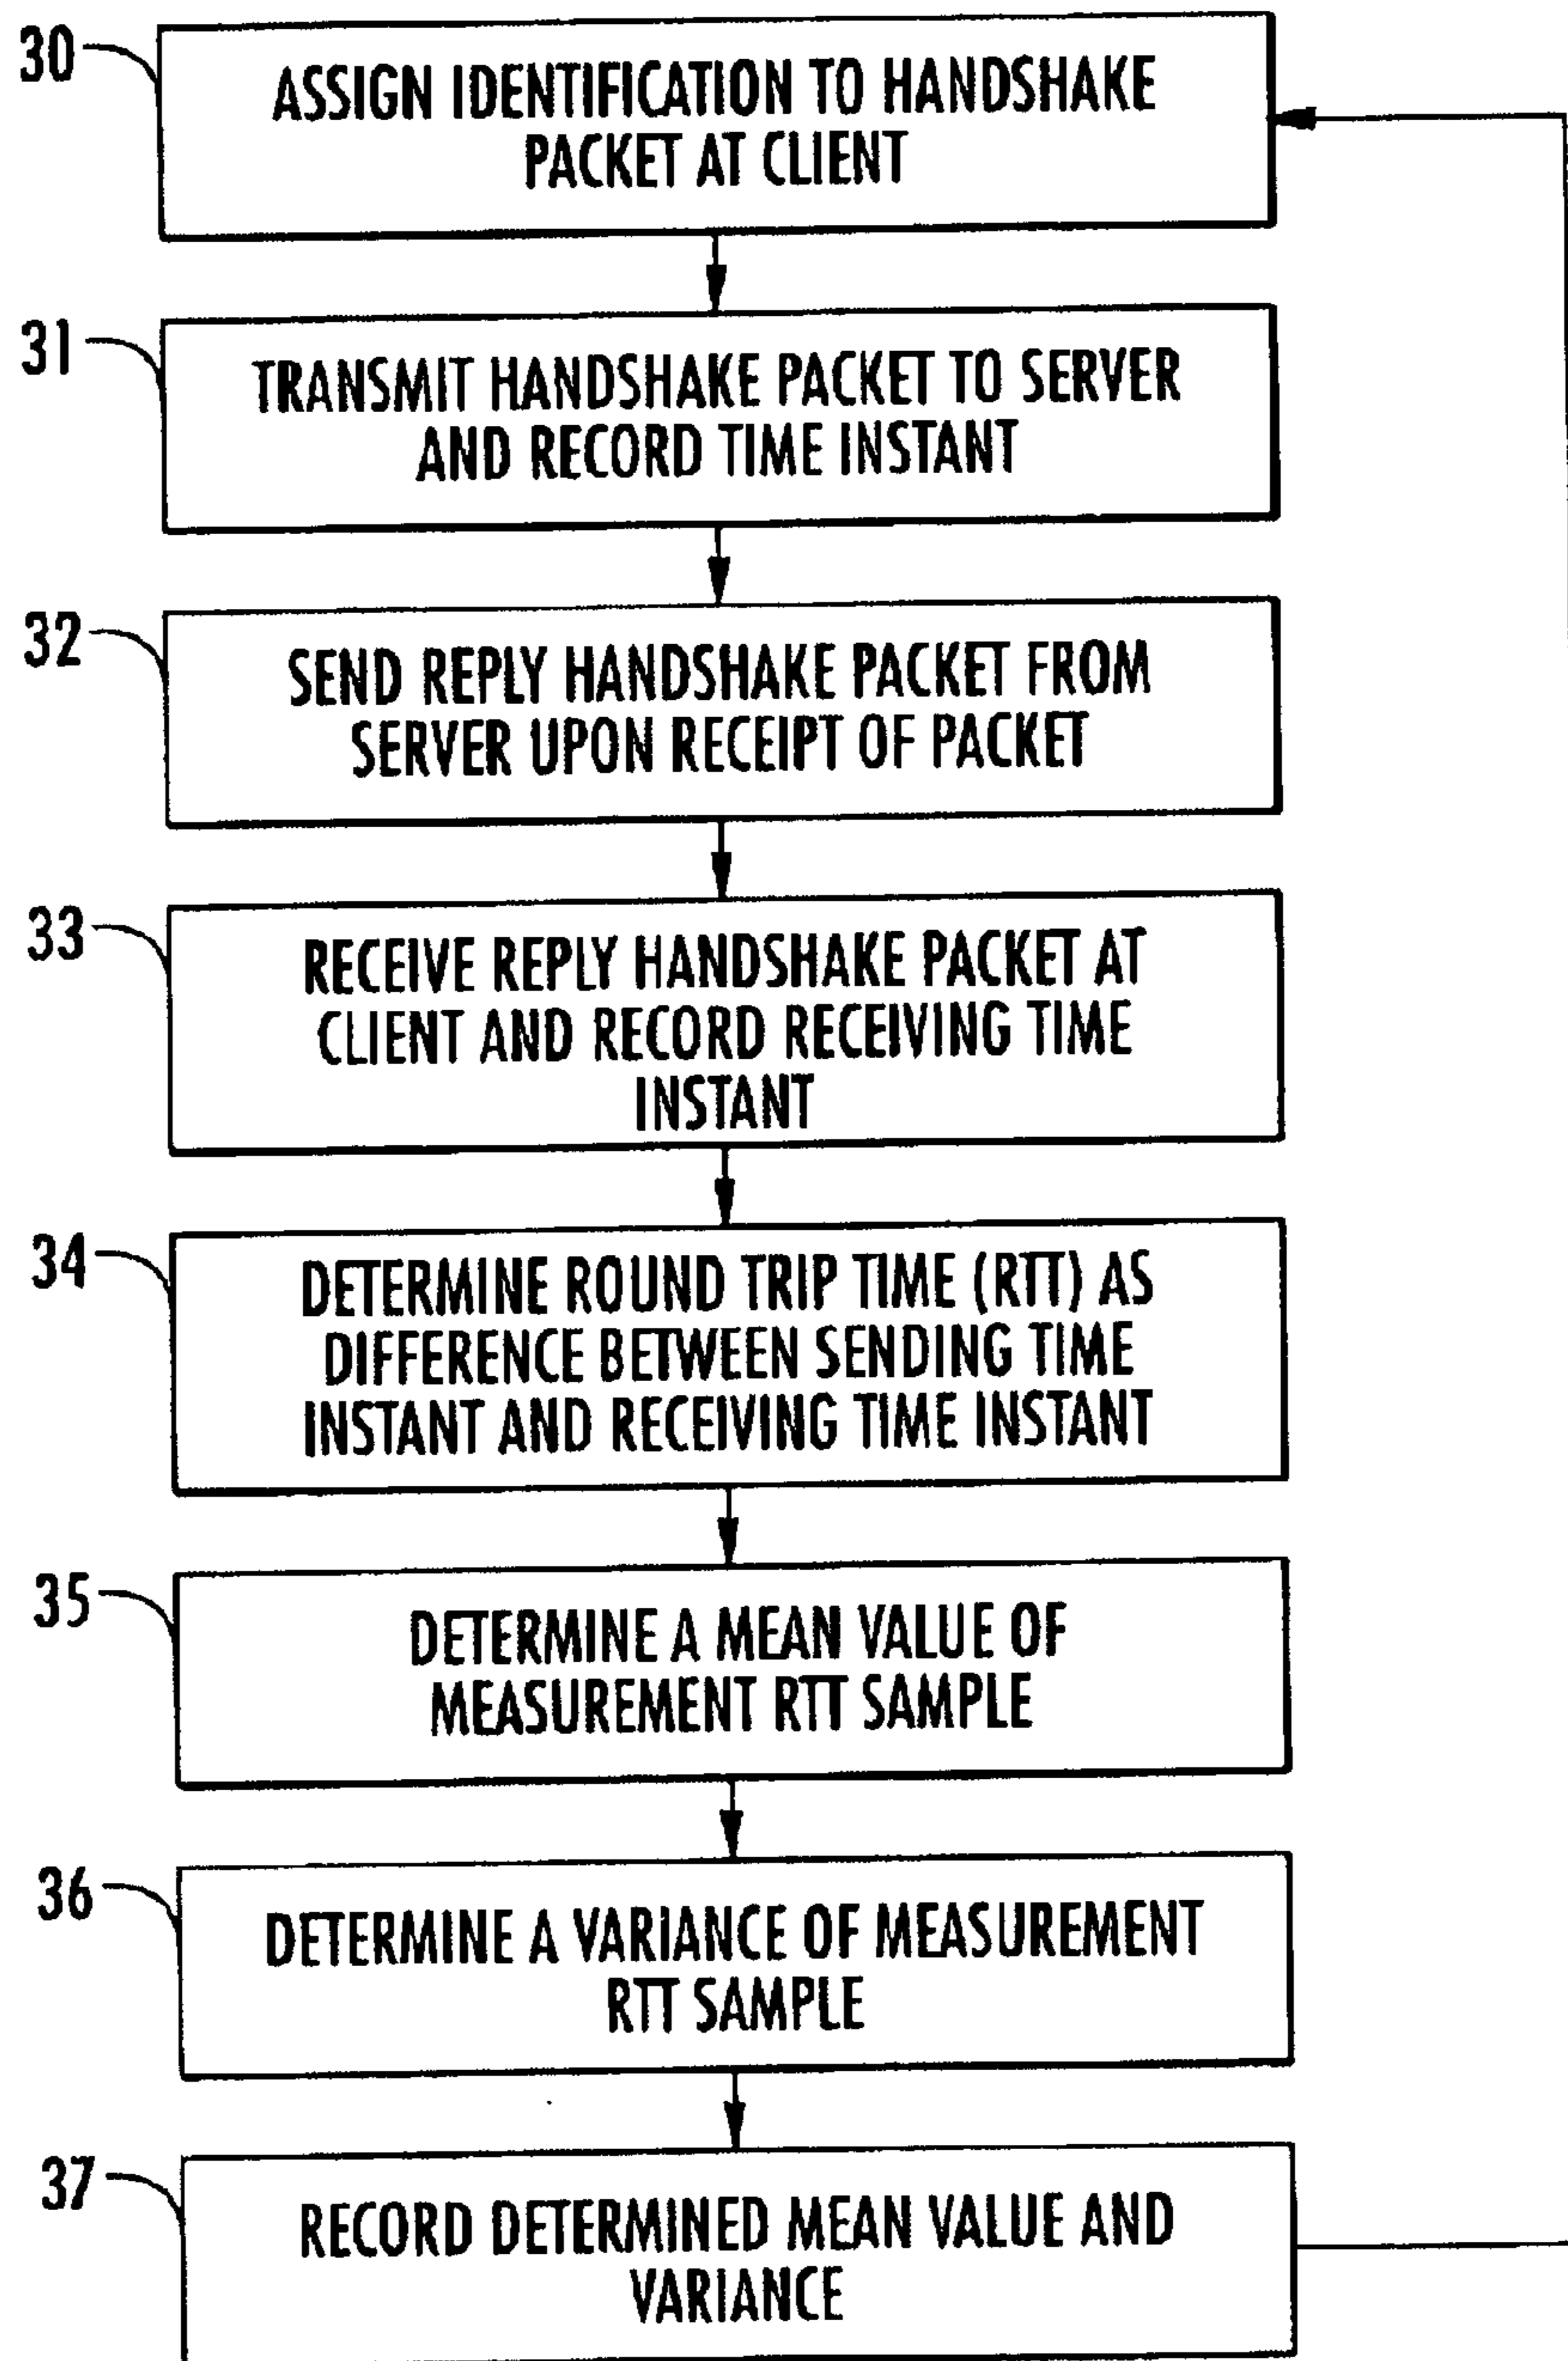 30
ASSIGN IDENTIFICATION TO HANDSHAKE
PACKET AT CLIENT
31
TRANSMIT HANDSHAKE PACKET TO SERVER
AND RECORD TIME INSTANT
32
SEND REPLY HANDSHAKE PACKET FROM
SERVER UPON RECEIPT OF PACKET
33
RECEIVE REPLY HANDSHAKE PACKET AT
CLIENT AND RECORD RECEIVING TIME
INSTANT
34
DETERMINE ROUND TRIP TIME (RTT) AS
DIFFERENCE BETWEEN SENDING TIME
INSTANT AND RECEIVING TIME INSTANT
35
DETERMINE A MEAN VALUE OF
MEASUREMENT RTT SAMPLE
36
DETERMINE A VARIANCE OF MEASUREMENT
RTT SAMPLE
37
RECORD DETERMINED MEAN VALUE AND
VARIANCE